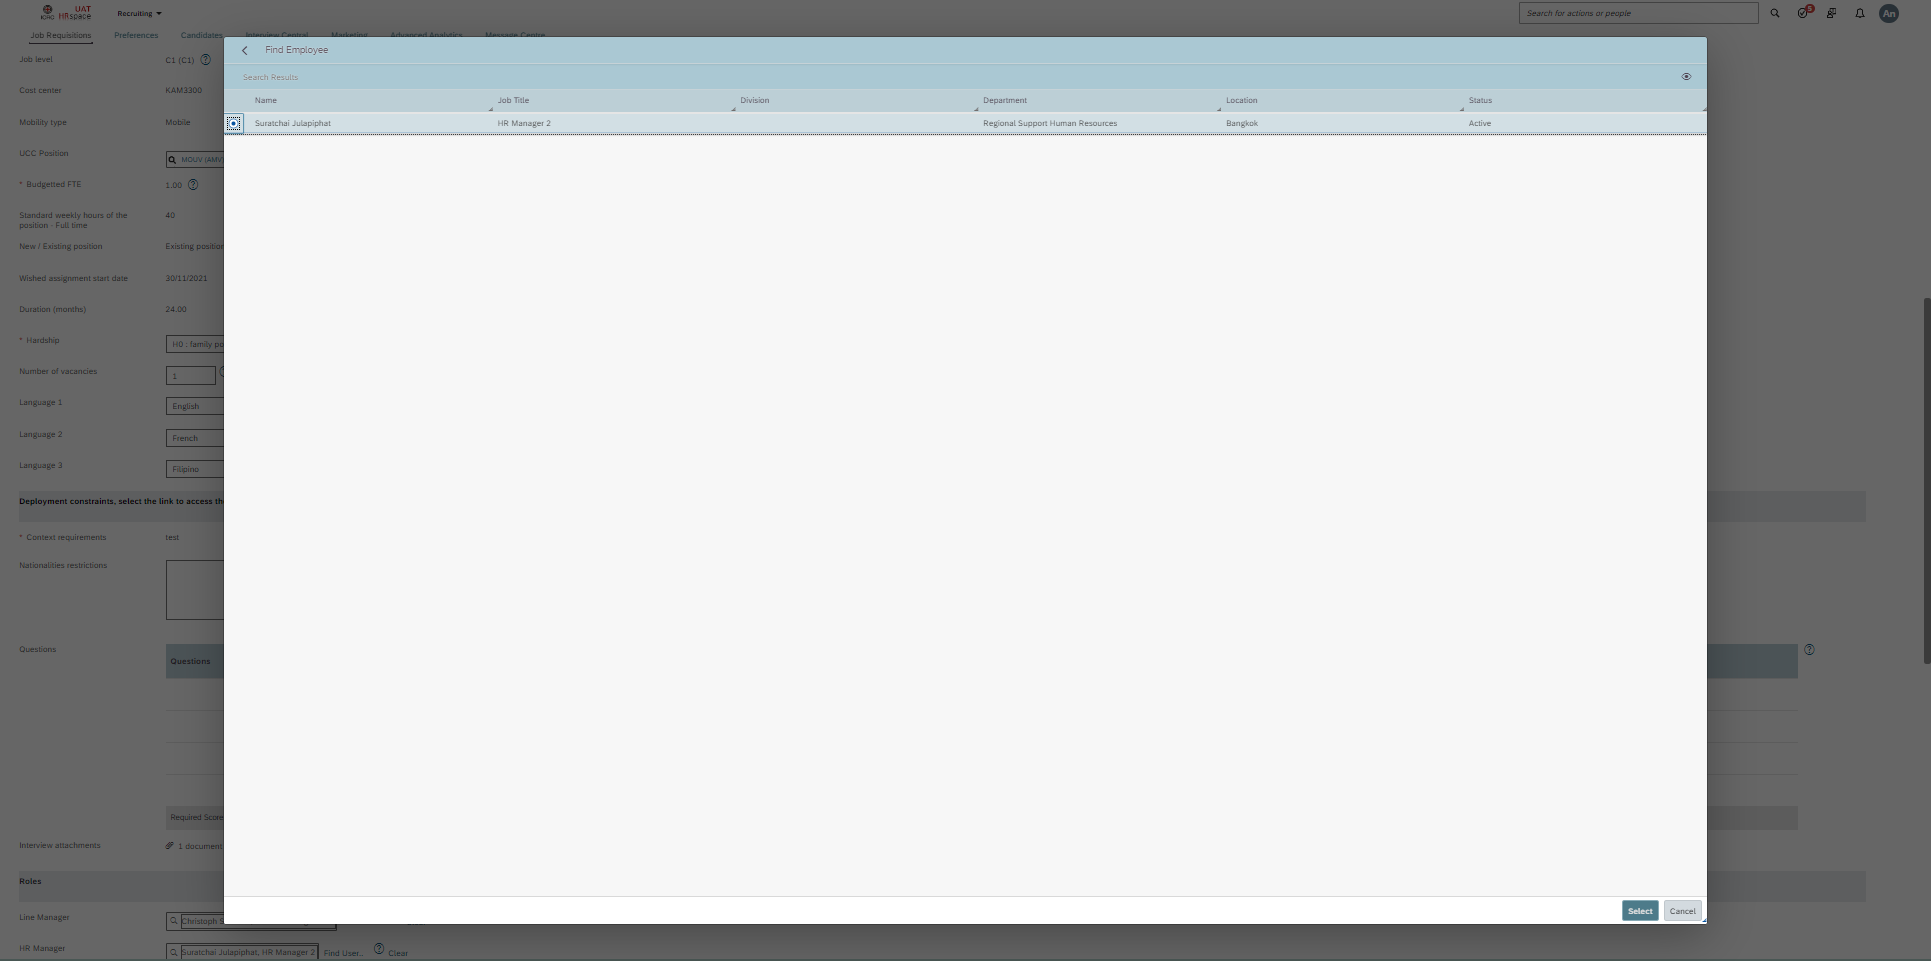 ICRC
UAT
HRspace
Recruiting
Search for actions or people
5
An
Job Requisitions
Preferences
Candidates
Interview Central
Marketing
Advanced Analytics
Message Centre
Find Employee
Search Results
Name
Job Title
Division
Department
Location
Status
Suratchai Julapiphat
HR Manager 2
Regional Support Human Resources
Bangkok
Active
Job level
C1 (C1)
Cost center
KAM3300
Mobility type
Mobile
UCC Position
MOUV (AMV)
* Budgetted FTE
1.00
Standard weekly hours of the
position - Full time
40
New / Existing position
Existing position
Wished assignment start date
30/11/2021
Duration (months)
24.00
* Hardship
H0 : family po
Number of vacancies
1
Language 1
English
Language 2
French
Language 3
Filipino
Deployment constraints, select the link to access th
* Context requirements
test
Nationalities restrictions
Questions
Questions
Required Score
Interview attachments
1 document
Roles
Line Manager
Christoph S
Select
Cancel
HR Manager
Suratchai Julapiphat, HR Manager 2
Find User...
Clear